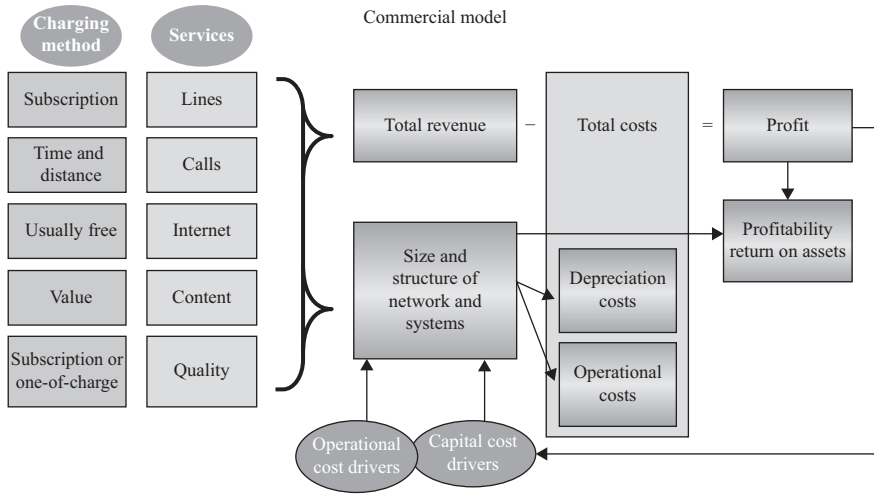 Commercial model
Charging
method
Services
Subscription
Lines
Time and
distance
Calls
Usually free
Internet
Value
Content
Subscription or
one-of-charge
Quality
Total revenue
–
Total costs
=
Profit
Size and
structure of
network and
systems
Profitability
return on assets
Depreciation
costs
Operational
costs
Operational
cost drivers
Capital cost
drivers